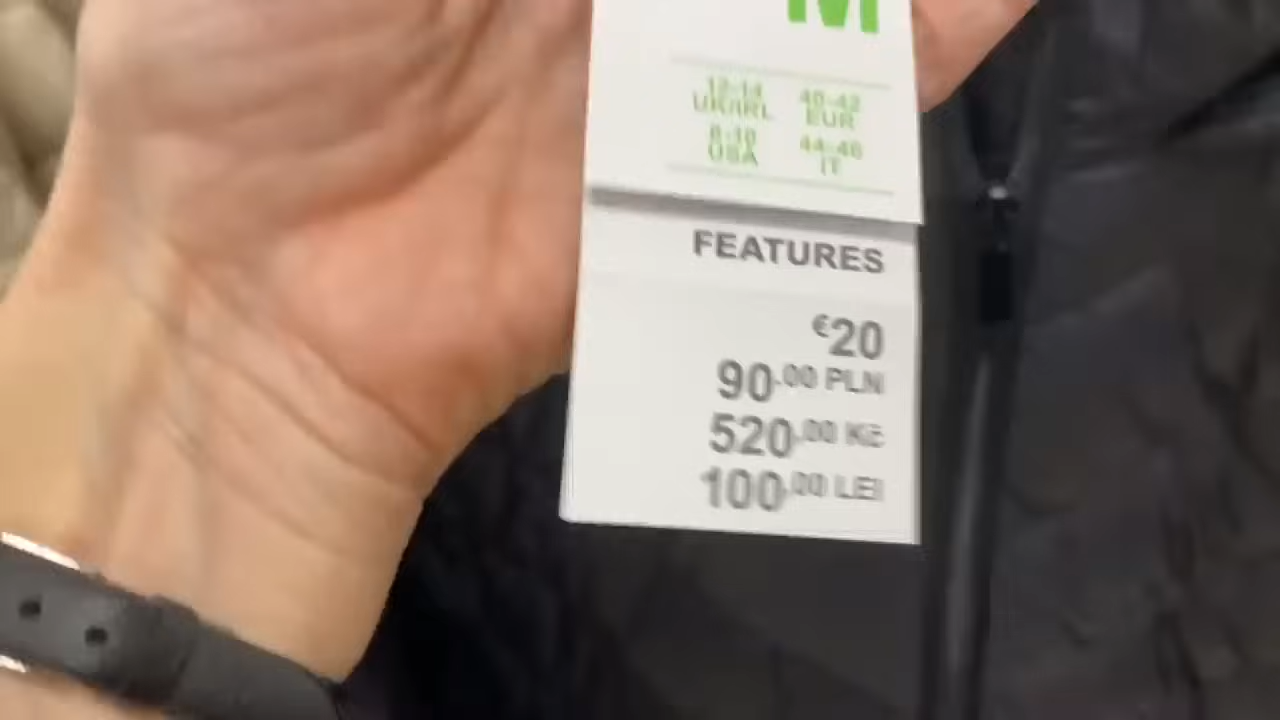 M
12-14 40-42
UK/IRL EUR
8-10 44-46
USA IT
FEATURES
€20
90.00 PLN
520.00 Kč
100.00 LEI